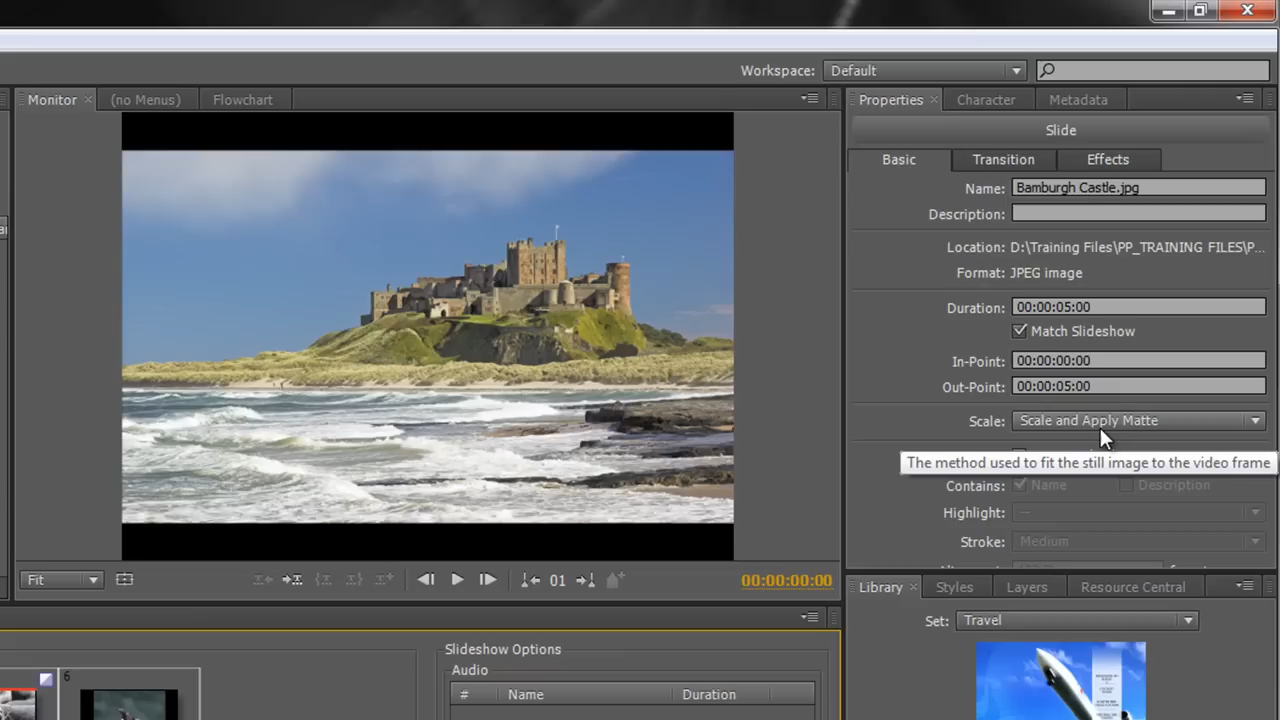 Workspace: Default
Monitor (no Menus) Flowchart
Properties Character Metadata
Slide
Basic Transition Effects
Name: Bamburgh Castle.jpg
Description:
Location: D:\Training Files\PP_TRAINING FILES\P...
Format: JPEG image
Duration: 00:00:05:00
Match Slideshow
In-Point: 00:00:00:00
Out-Point: 00:00:05:00
Scale: Scale and Apply Matte
The method used to fit the still image to the video frame
Contains: Name Description
Highlight: —
Stroke: Medium
Fit 01 00:00:00:00
Library Styles Layers Resource Central
Set: Travel
Slideshow Options
Audio
# Name Duration
6